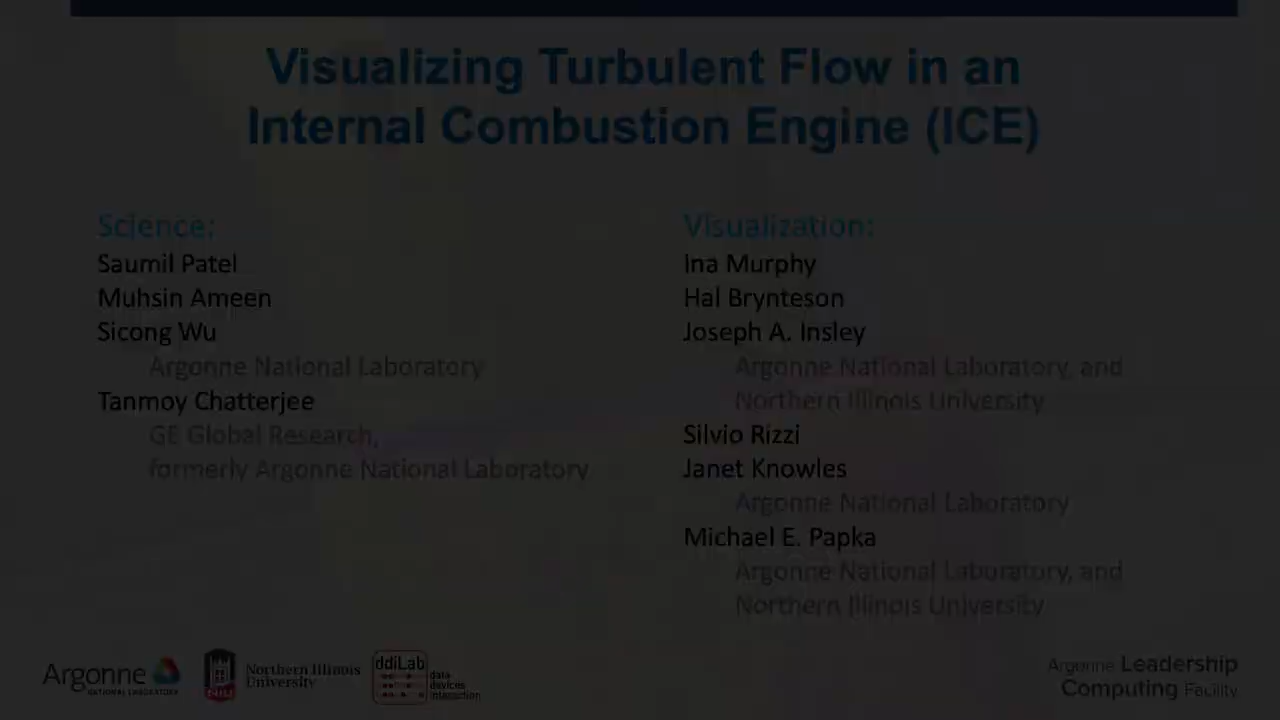 Visualizing Turbulent Flow in an
Internal Combustion Engine (ICE)
Science:
Saumil Patel
Muhsin Ameen
Sicong Wu
Argonne National Laboratory
Tanmoy Chatterjee
GE Global Research,
formerly Argonne National Laboratory
Visualization:
Ina Murphy
Hal Brynteson
Joseph A. Insley
Argonne National Laboratory, and
Northern Illinois University
Silvio Rizzi
Janet Knowles
Argonne National Laboratory
Michael E. Papka
Argonne National Laboratory, and
Northern Illinois University
Argonne
NATIONAL LABORATORY
NIU
Northern Illinois
University
ddiLab
data
devices
interaction
Argonne Leadership
Computing Facility